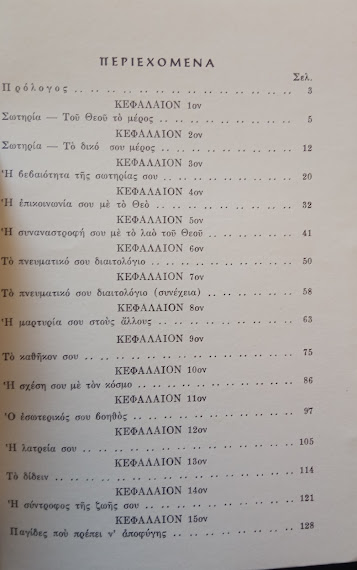 ΠΕΡΙΕΧΟΜΕΝΑ
Σελ.
Πρόλογος .. .. .. .. .. .. .. .. .. .. .. .. .. 3
ΚΕΦΑΛΑΙΟΝ 1ον
Σωτηρία — Τοῦ Θεοῦ τὸ μέρος .. .. .. .. .. .. .. 5
ΚΕΦΑΛΑΙΟΝ 2ον
Σωτηρία — Τὸ δικό σου μέρος .. .. .. .. .. .. .. 12
ΚΕΦΑΛΑΙΟΝ 3ον
Ἡ βεβαιότητα τῆς σωτηρίας σου .. .. .. .. .. .. .. 20
ΚΕΦΑΛΑΙΟΝ 4ον
Ἡ ἐπικοινωνία σου μὲ τὸ Θεὸ .. .. .. .. .. .. .. 32
ΚΕΦΑΛΑΙΟΝ 5ον
Ἡ συναναστροφή σου μὲ τὸ λαὸ τοῦ Θεοῦ .. .. .. .. .. 41
ΚΕΦΑΛΑΙΟΝ 6ον
Τὸ πνευματικό σου διαιτολόγιο .. .. .. .. .. .. .. 50
ΚΕΦΑΛΑΙΟΝ 7ον
Τὸ πνευματικό σου διαιτολόγιο (συνέχεια) .. .. .. .. .. 58
ΚΕΦΑΛΑΙΟΝ 8ον
Ἡ μαρτυρία σου στοὺς ἄλλους .. .. .. .. .. .. .. 63
ΚΕΦΑΛΑΙΟΝ 9ον
Τὸ καθῆκον σου .. .. .. .. .. .. .. .. .. .. 75
ΚΕΦΑΛΑΙΟΝ 10ον
Ἡ σχέση σου μὲ τὸν κόσμο .. .. .. .. .. .. .. .. 86
ΚΕΦΑΛΑΙΟΝ 11ον
Ὁ ἐσωτερικός σου βοηθὸς .. .. .. .. .. .. .. .. 97
ΚΕΦΑΛΑΙΟΝ 12ον
Ἡ λατρεία σου .. .. .. .. .. .. .. .. .. .. 105
ΚΕΦΑΛΑΙΟΝ 13ον
Τὸ δίδειν .. .. .. .. .. .. .. .. .. .. .. 114
ΚΕΦΑΛΑΙΟΝ 14ον
Ἡ σύντροφος τῆς ζωῆς σου .. .. .. .. .. .. .. .. 121
ΚΕΦΑΛΑΙΟΝ 15ον
Παγίδες ποὺ πρέπει ν' ἀποφύγης .. .. .. .. .. .. .. 128